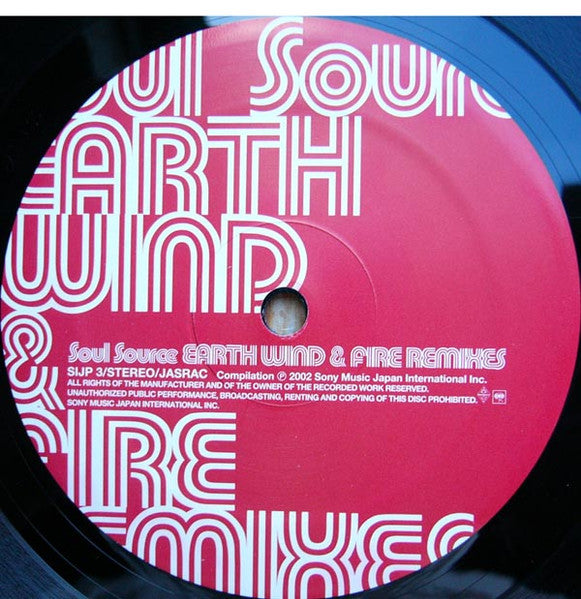 Soul Sourc
EARTH
WIND
&
FIRE
REMIXES
Soul Source EARTH WIND & FIRE REMIXES
SIJP 3/STEREO/JASRAC Compilation ℗ 2002 Sony Music Japan International Inc.
ALL RIGHTS OF THE MANUFACTURER AND OF THE OWNER OF THE RECORDED WORK RESERVED.
UNAUTHORIZED PUBLIC PERFORMANCE, BROADCASTING, RENTING AND COPYING OF THIS DISC PROHIBITED.
SONY MUSIC JAPAN INTERNATIONAL INC.